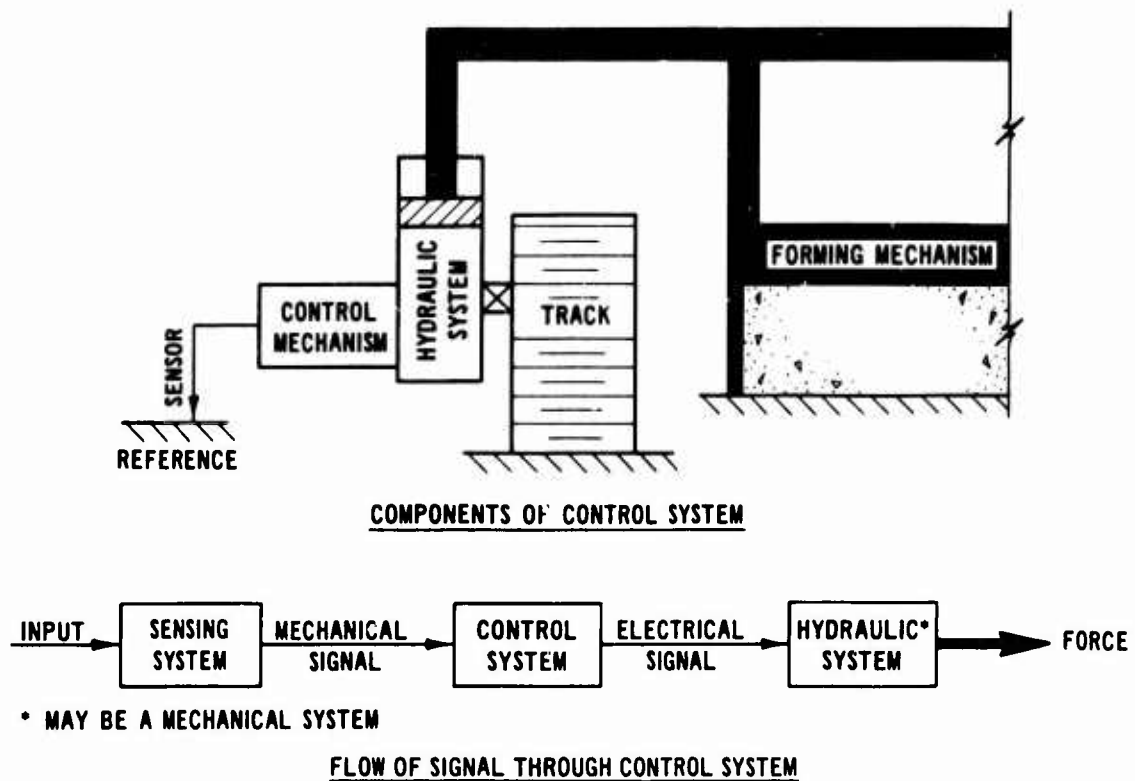 FORMING MECHANISM
HYDRAULIC
SYSTEM
CONTROL
MECHANISM
TRACK
SENSOR
REFERENCE
COMPONENTS OF CONTROL SYSTEM
INPUT
SENSING
SYSTEM
MECHANICAL
SIGNAL
CONTROL
SYSTEM
ELECTRICAL
SIGNAL
HYDRAULIC*
SYSTEM
FORCE
* MAY BE A MECHANICAL SYSTEM
FLOW OF SIGNAL THROUGH CONTROL SYSTEM